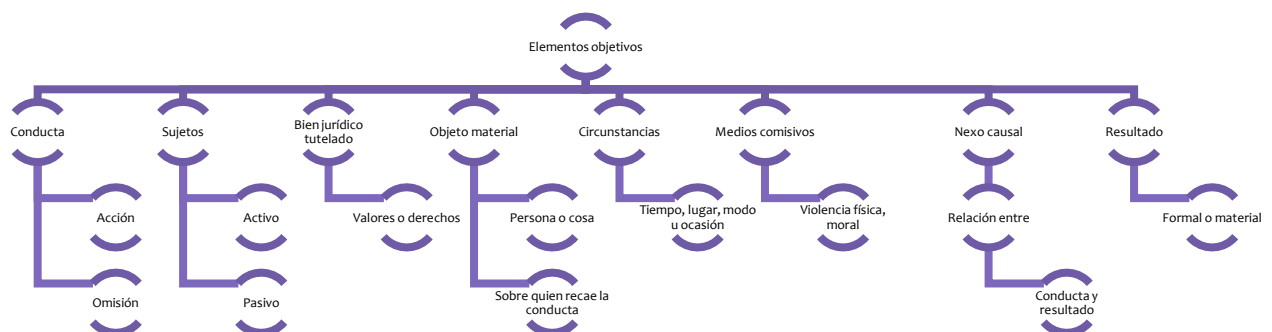 Elementos objetivos
Conducta
Sujetos
Bien jurídico
tutelado
Objeto material
Circunstancias
Medios comisivos
Nexo causal
Resultado
Acción
Activo
Valores o derechos
Persona o cosa
Tiempo, lugar, modo
u ocasión
Violencia física,
moral
Relación entre
Formal o material
Omisión
Pasivo
Sobre quien recae la
conducta
Conducta y
resultado